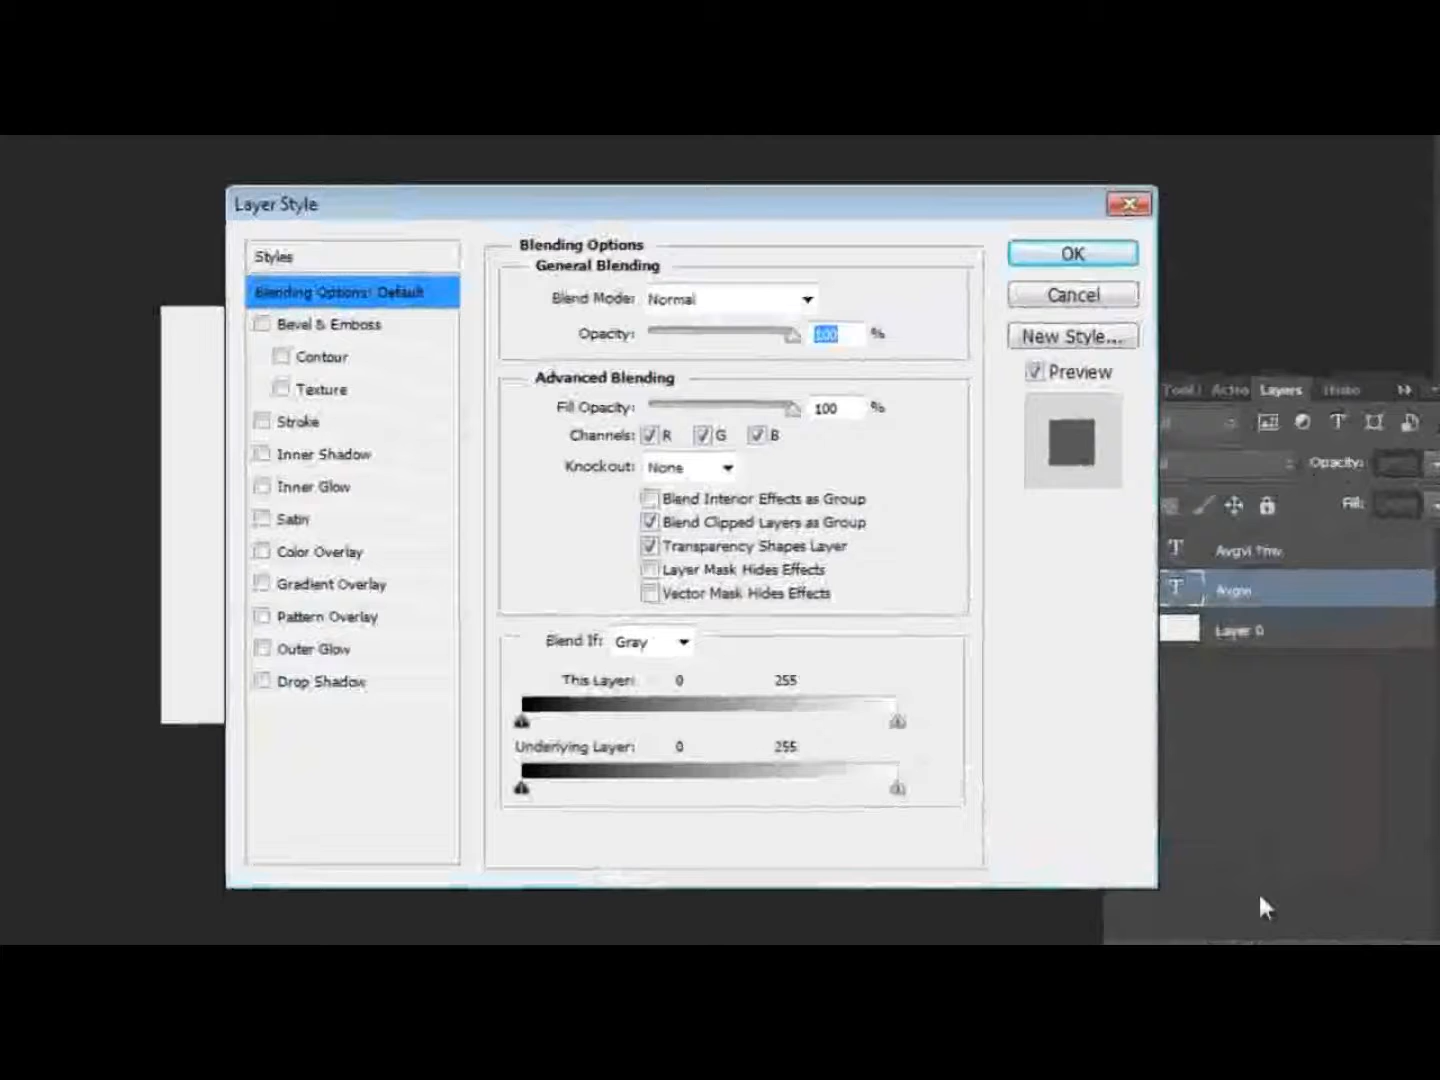 Layer Style
Styles
Blending Options: Default
Bevel & Emboss
Contour
Texture
Stroke
Inner Shadow
Inner Glow
Satin
Color Overlay
Gradient Overlay
Pattern Overlay
Outer Glow
Drop Shadow
Blending Options
General Blending
Blend Mode: Normal
Opacity: 100 %
Advanced Blending
Fill Opacity: 100 %
Channels: R G B
Knockout: None
Blend Interior Effects as Group
Blend Clipped Layers as Group
Transparency Shapes Layer
Layer Mask Hides Effects
Vector Mask Hides Effects
Blend If: Gray
This Layer: 0 255
Underlying Layer: 0 255
OK
Cancel
New Style...
Preview
Layers
Opacity:
Fill:
Layer 0